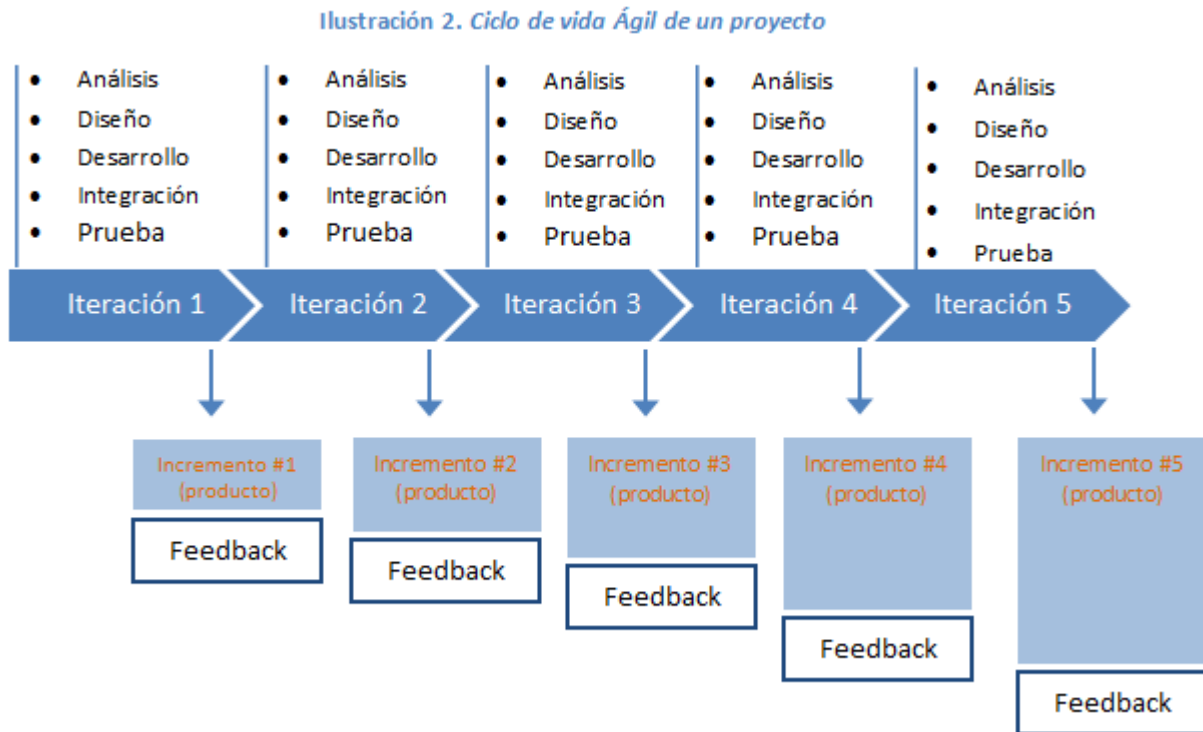 Ilustración 2. Ciclo de vida Ágil de un proyecto
• Análisis
• Diseño
• Desarrollo
• Integración
• Prueba
• Análisis
• Diseño
• Desarrollo
• Integración
• Prueba
• Análisis
• Diseño
• Desarrollo
• Integración
• Prueba
• Análisis
• Diseño
• Desarrollo
• Integración
• Prueba
• Análisis
• Diseño
• Desarrollo
• Integración
• Prueba
Iteración 1
Iteración 2
Iteración 3
Iteración 4
Iteración 5
Incremento #1
(producto)
Feedback
Incremento #2
(producto)
Feedback
Incremento #3
(producto)
Feedback
Incremento #4
(producto)
Feedback
Incremento #5
(producto)
Feedback